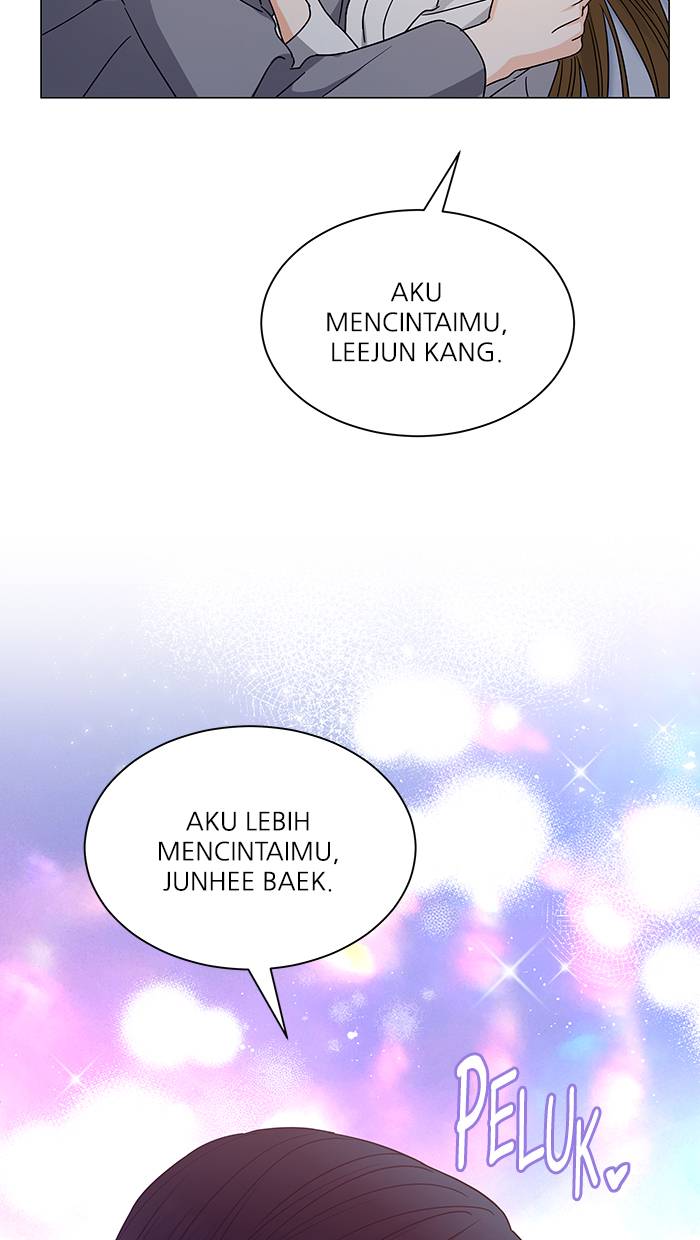 AKU
MENCINTAIMU,
LEEJUN KANG.
AKU LEBIH
MENCINTAIMU,
JUNHEE BAEK.
PELUK